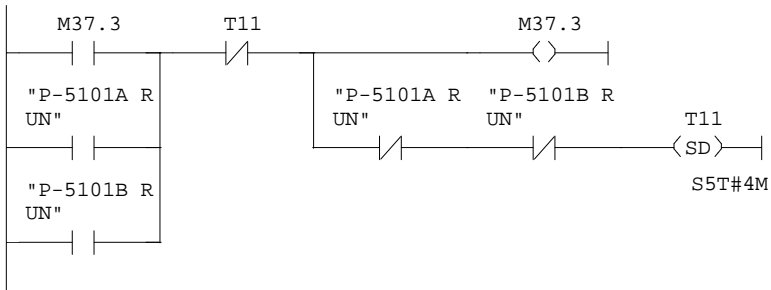 M37.3 T11 M37.3
"P-5101A R "P-5101A R "P-5101B R
UN" UN" UN" T11
SD
"P-5101B R S5T#4M
UN"